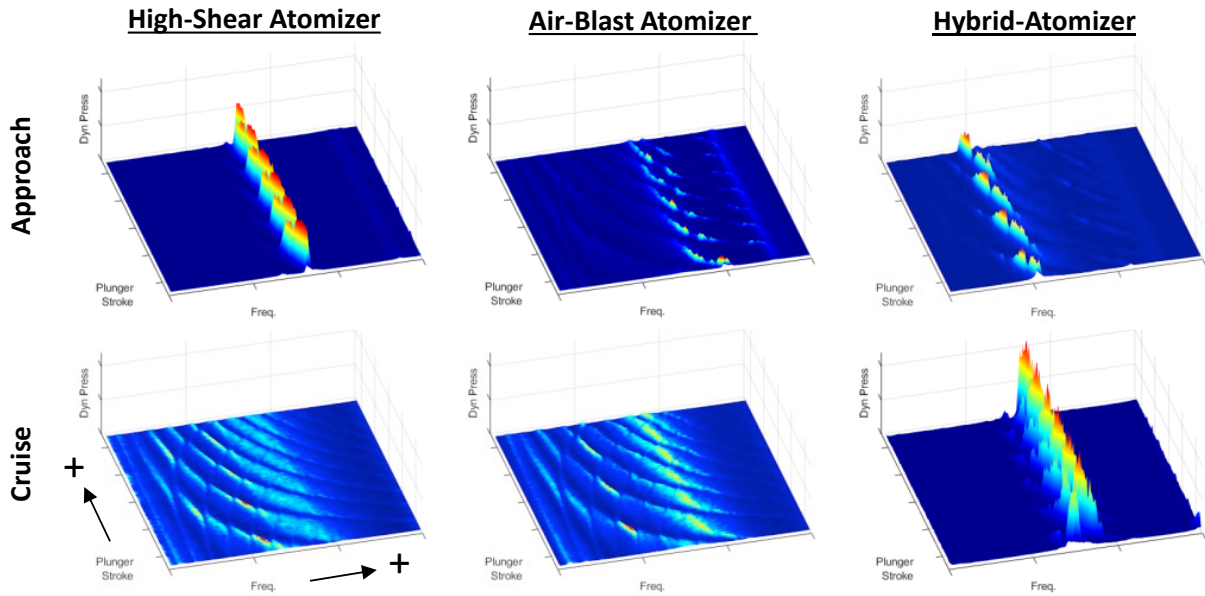 High-Shear Atomizer
Air-Blast Atomizer
Hybrid-Atomizer
Approach
Dyn Press
Plunger
Stroke
Freq.
Dyn Press
Plunger
Stroke
Freq.
Dyn Press
Plunger
Stroke
Freq.
Cruise
Dyn Press
+
Plunger
Stroke
Freq.
+
Dyn Press
Plunger
Stroke
Freq.
Dyn Press
Plunger
Stroke
Freq.